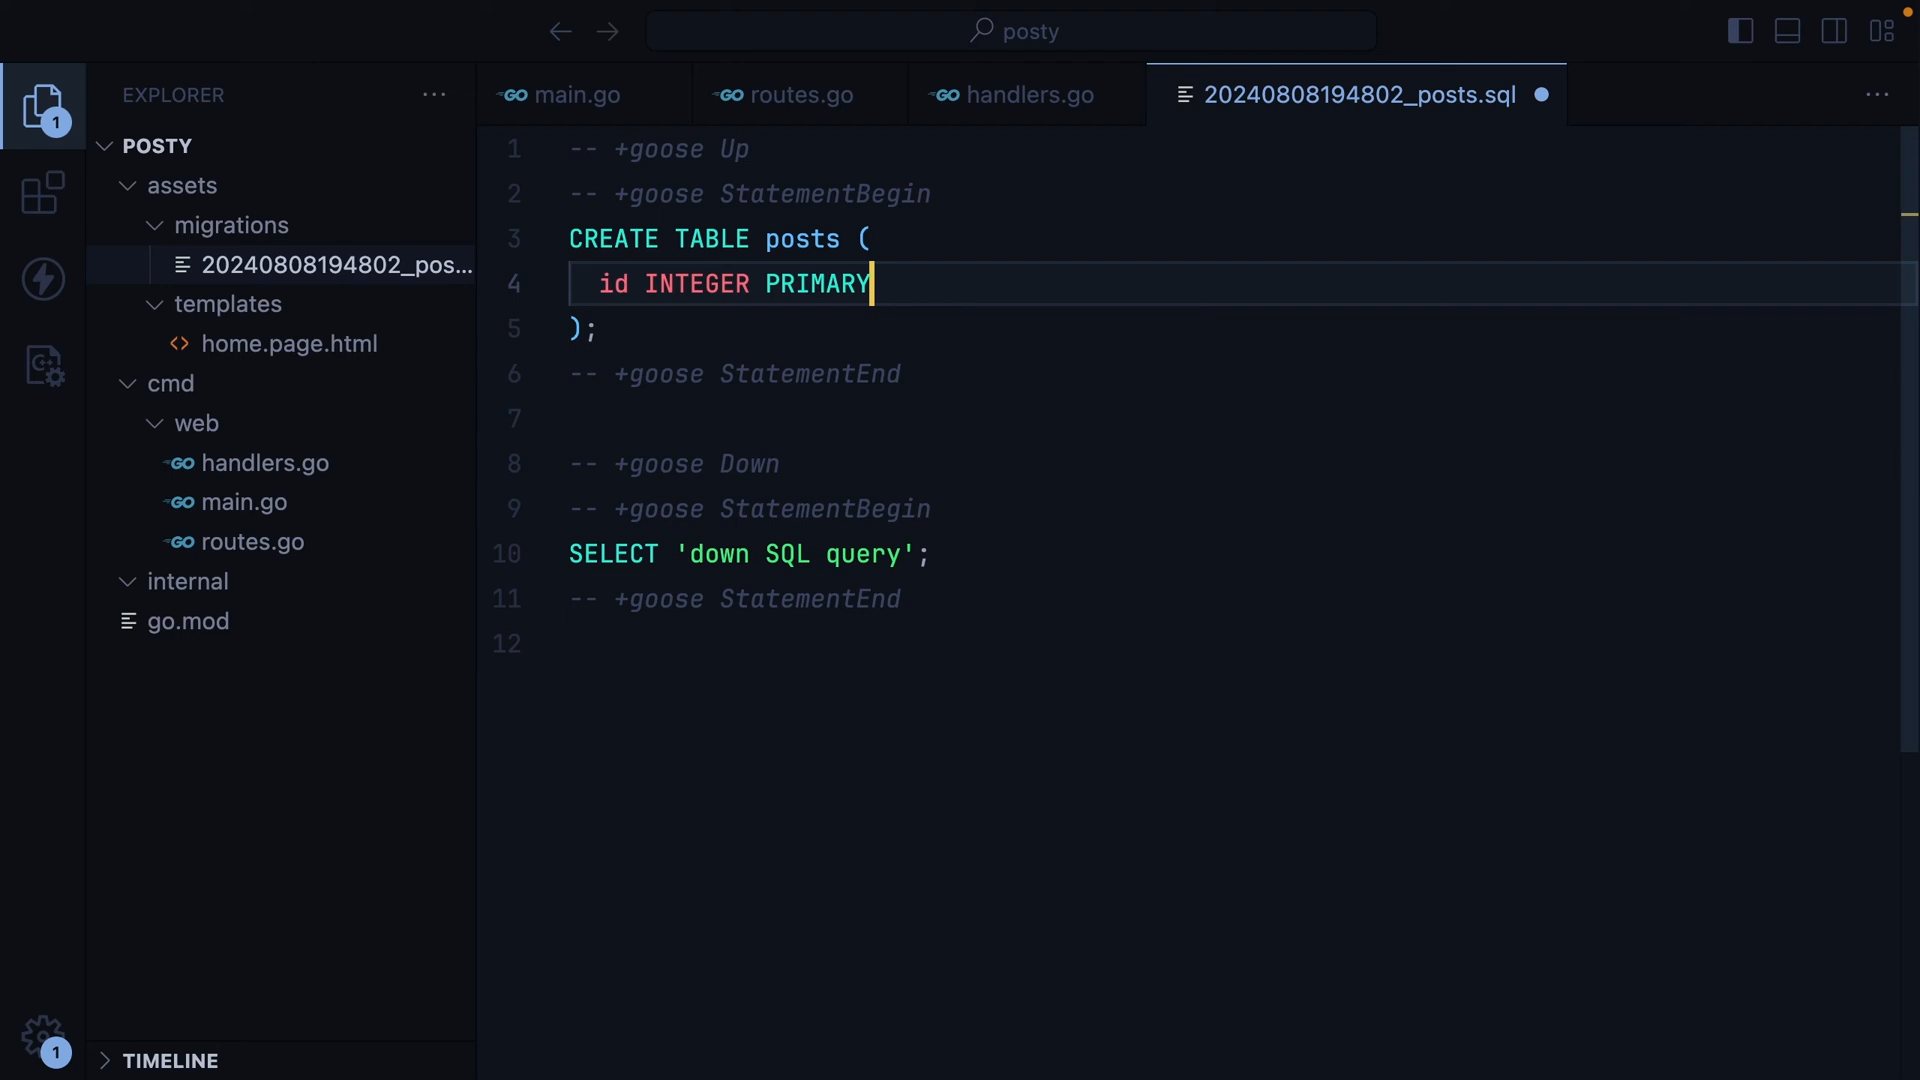 posty
EXPLORER
main.go
routes.go
handlers.go
20240808194802_posts.sql
1
POSTY
assets
migrations
20240808194802_pos...
templates
home.page.html
cmd
web
handlers.go
main.go
routes.go
internal
go.mod
1
TIMELINE
1 -- +goose Up
2 -- +goose StatementBegin
3 CREATE TABLE posts (
4 id INTEGER PRIMARY
5 );
6 -- +goose StatementEnd
7
8 -- +goose Down
9 -- +goose StatementBegin
10 SELECT 'down SQL query';
11 -- +goose StatementEnd
12